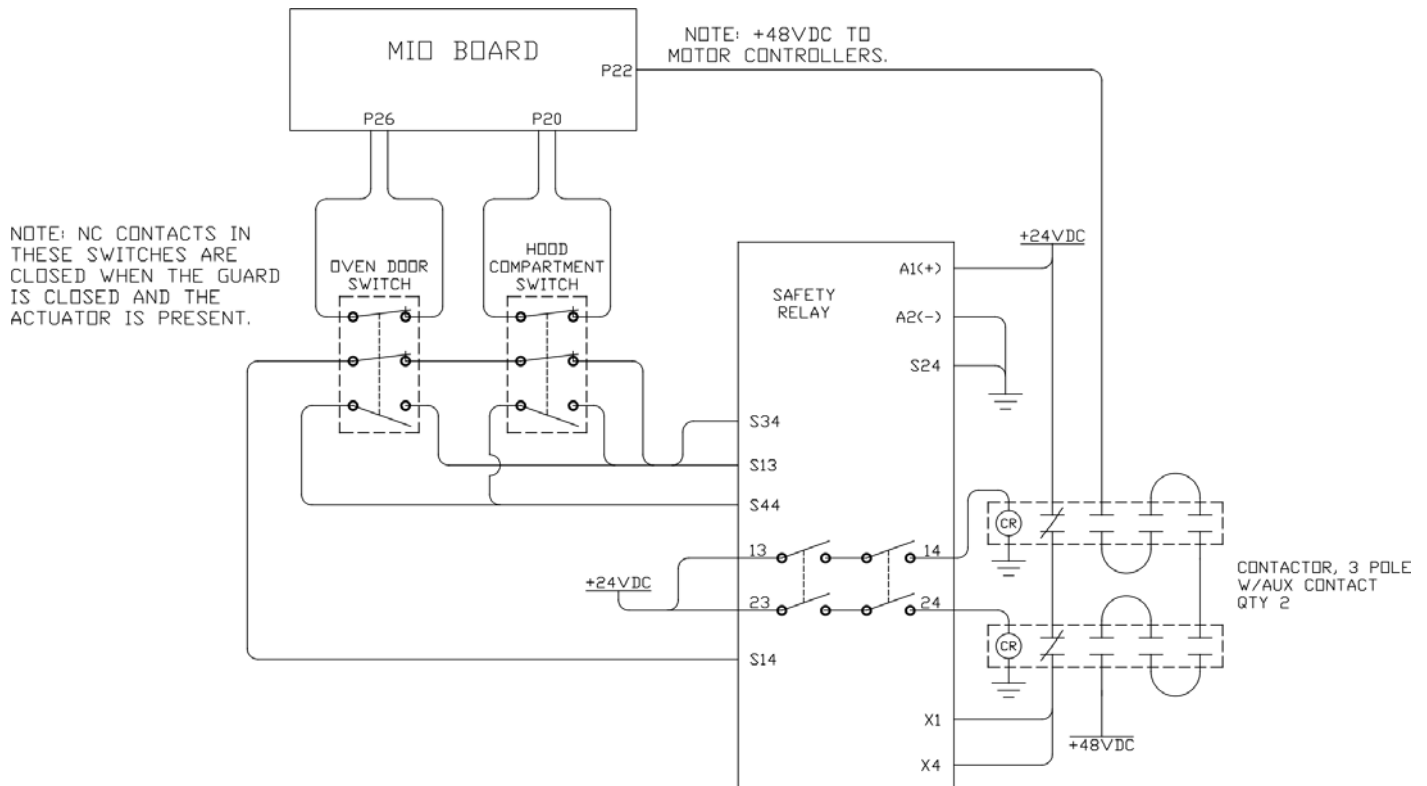 MIO BOARD
NOTE: +48VDC TO
MOTOR CONTROLLERS.
P22
P26
P20
NOTE: NC CONTACTS IN
THESE SWITCHES ARE
CLOSED WHEN THE GUARD
IS CLOSED AND THE
ACTUATOR IS PRESENT.
OVEN DOOR
SWITCH
HOOD
COMPARTMENT
SWITCH
+24VDC
SAFETY
RELAY
A1(+)
A2(-)
S24
S34
S13
S44
13
14
+24VDC
23
24
S14
X1
X4
CR
CR
CONTACTOR, 3 POLE
W/AUX CONTACT
QTY 2
+48VDC